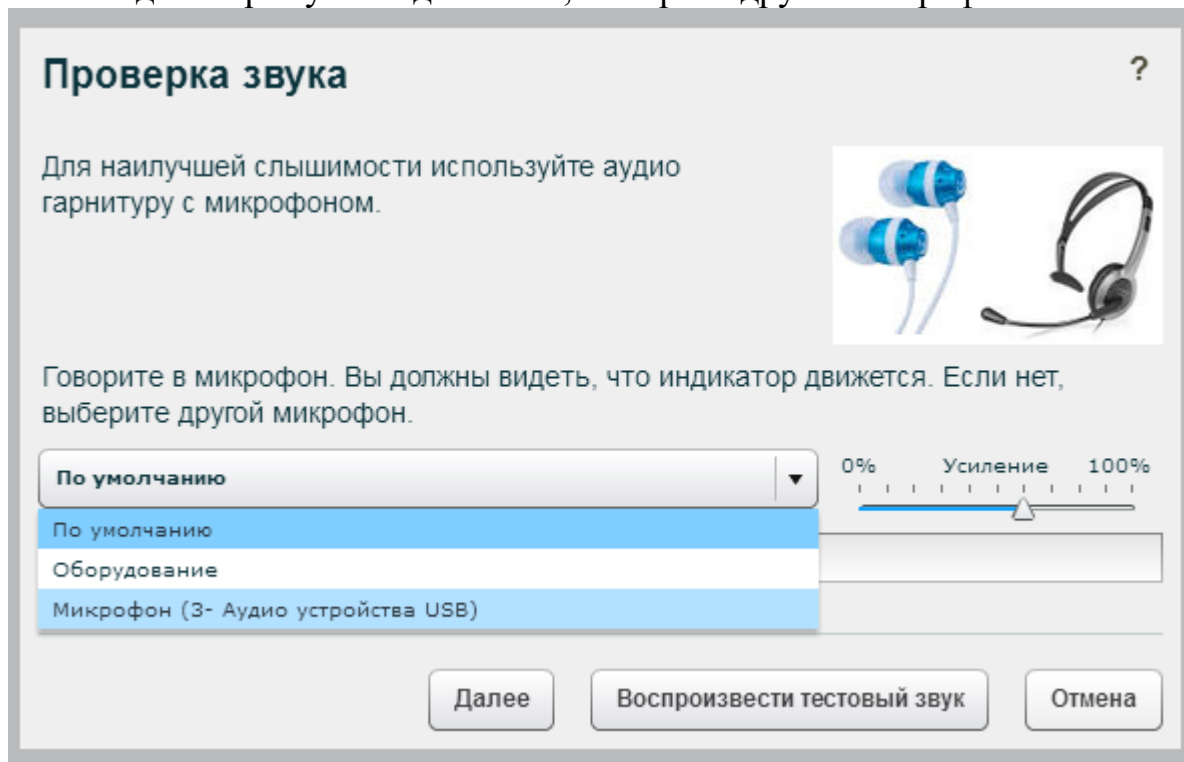 Проверка звука
?
Для наилучшей слышимости используйте аудио
гарнитуру с микрофоном.
Говорите в микрофон. Вы должны видеть, что индикатор движется. Если нет,
выберите другой микрофон.
По умолчанию
0% Усиление 100%
По умолчанию
Оборудование
Микрофон (3- Аудио устройства USB)
Далее
Воспроизвести тестовый звук
Отмена